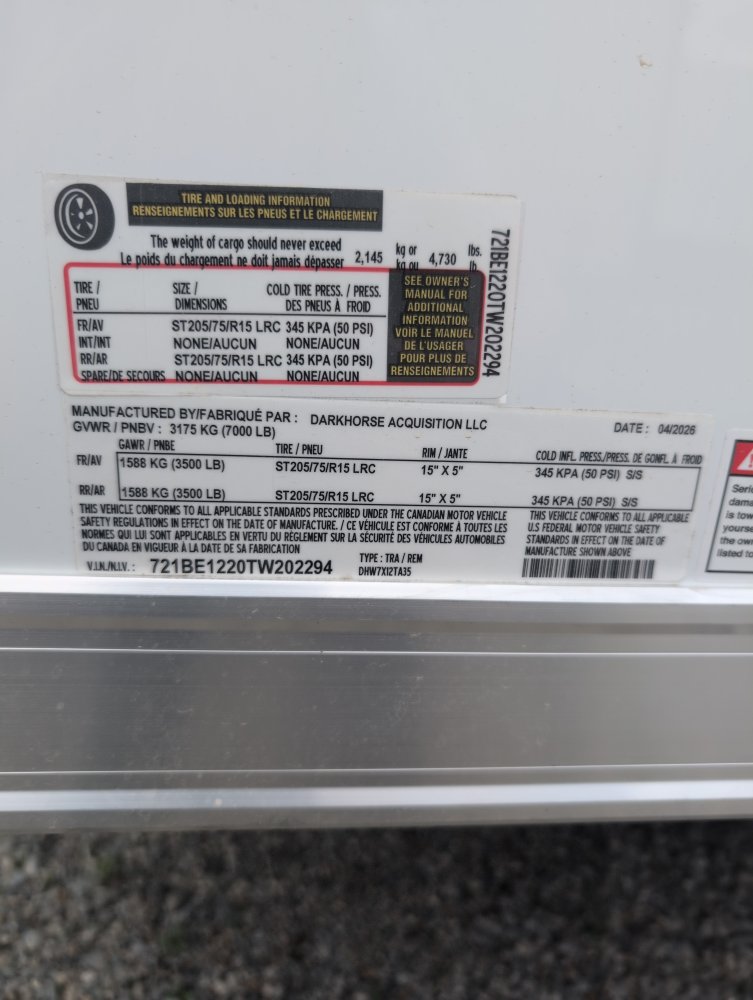 TIRE AND LOADING INFORMATION
RENSEIGNEMENTS SUR LES PNEUS ET LE CHARGEMENT
The weight of cargo should never exceed
Le poids du chargement ne doit jamais dépasser 2,145 kg or kg ou 4,730 lbs. lb
TIRE / PNEU SIZE / DIMENSIONS COLD TIRE PRESS. / PRESS. DES PNEUS À FROID
FR/AV ST205/75/R15 LRC 345 KPA (50 PSI)
INT/INT NONE/AUCUN NONE/AUCUN
RR/AR ST205/75/R15 LRC 345 KPA (50 PSI)
SPARE/DE SECOURS NONE/AUCUN NONE/AUCUN
SEE OWNER'S
MANUAL FOR
ADDITIONAL
INFORMATION
VOIR LE MANUEL
DE L'USAGER
POUR PLUS DE
RENSEIGNEMENTS
721BE1220TW202294
MANUFACTURED BY/FABRIQUÉ PAR : DARKHORSE ACQUISITION LLC DATE : 04/2026
GVWR / PNBV : 3175 KG (7000 LB)
GAWR / PNBE TIRE / PNEU RIM / JANTE COLD INFL. PRESS./PRESS. DE GONFL. À FROID
FR/AV 1588 KG (3500 LB) ST205/75/R15 LRC 15" X 5" 345 KPA (50 PSI) S/S
RR/AR 1588 KG (3500 LB) ST205/75/R15 LRC 15" X 5" 345 KPA (50 PSI) S/S
THIS VEHICLE CONFORMS TO ALL APPLICABLE STANDARDS PRESCRIBED UNDER THE CANADIAN MOTOR VEHICLE
SAFETY REGULATIONS IN EFFECT ON THE DATE OF MANUFACTURE. / CE VÉHICULE EST CONFORME À TOUTES LES
NORMES QUI LUI SONT APPLICABLES EN VERTU DU RÈGLEMENT SUR LA SÉCURITÉ DES VÉHICULES AUTOMOBILES
DU CANADA EN VIGUEUR À LA DATE DE SA FABRICATION
THIS VEHICLE CONFORMS TO ALL APPLICABLE
U.S FEDERAL MOTOR VEHICLE SAFETY
STANDARDS IN EFFECT ON THE DATE OF
MANUFACTURE SHOWN ABOVE
V.I.N./N.I.V. : 721BE1220TW202294
TYPE : TRA / REM
DHW7X12TA35
is tow
the own
listed to